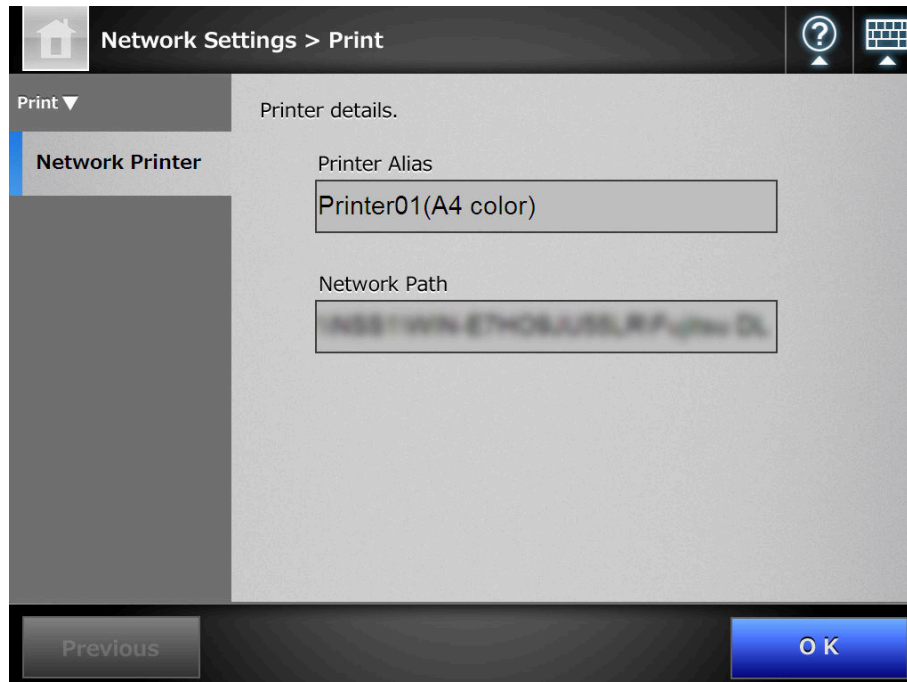 Network Settings > Print
?
Print▼
Network Printer
Printer details.
Printer Alias
Printer01(A4 color)
Network Path
Previous
OK